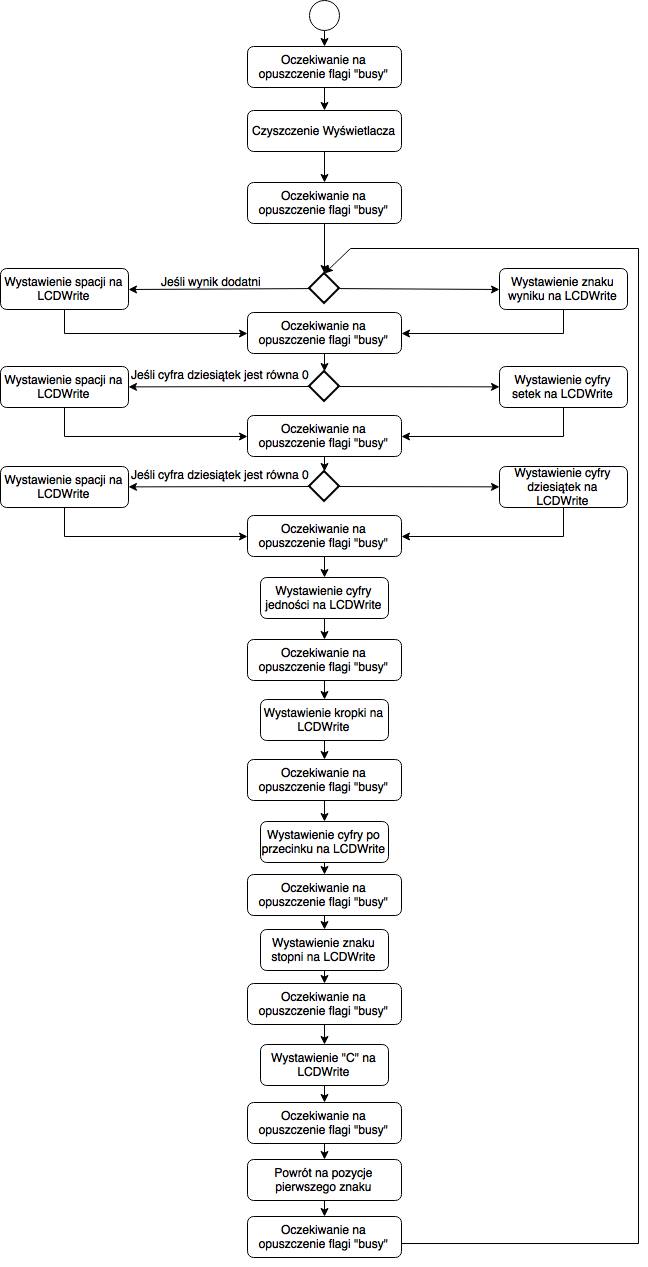 Oczekiwanie na
opuszczenie flagi "busy"
Czyszczenie Wyświetlacza
Oczekiwanie na
opuszczenie flagi "busy"
Wystawienie spacji na
LCDWrite
Jeśli wynik dodatni
Wystawienie znaku
wyniku na LCDWrite
Oczekiwanie na
opuszczenie flagi "busy"
Wystawienie spacji na
LCDWrite
Jeśli cyfra dziesiątek jest równa 0
Wystawienie cyfry
setek na LCDWrite
Oczekiwanie na
opuszczenie flagi "busy"
Wystawienie spacji na
LCDWrite
Jeśli cyfra dziesiątek jest równa 0
Wystawienie cyfry
dziesiątek na
LCDWrite
Oczekiwanie na
opuszczenie flagi "busy"
Wystawienie cyfry
jedności na LCDWrite
Oczekiwanie na
opuszczenie flagi "busy"
Wystawienie kropki na
LCDWrite
Oczekiwanie na
opuszczenie flagi "busy"
Wystawienie cyfry po
przecinku na LCDWrite
Oczekiwanie na
opuszczenie flagi "busy"
Wystawienie znaku
stopni na LCDWrite
Oczekiwanie na
opuszczenie flagi "busy"
Wystawienie "C" na
LCDWrite
Oczekiwanie na
opuszczenie flagi "busy"
Powrót na pozycje
pierwszego znaku
Oczekiwanie na
opuszczenie flagi "busy"